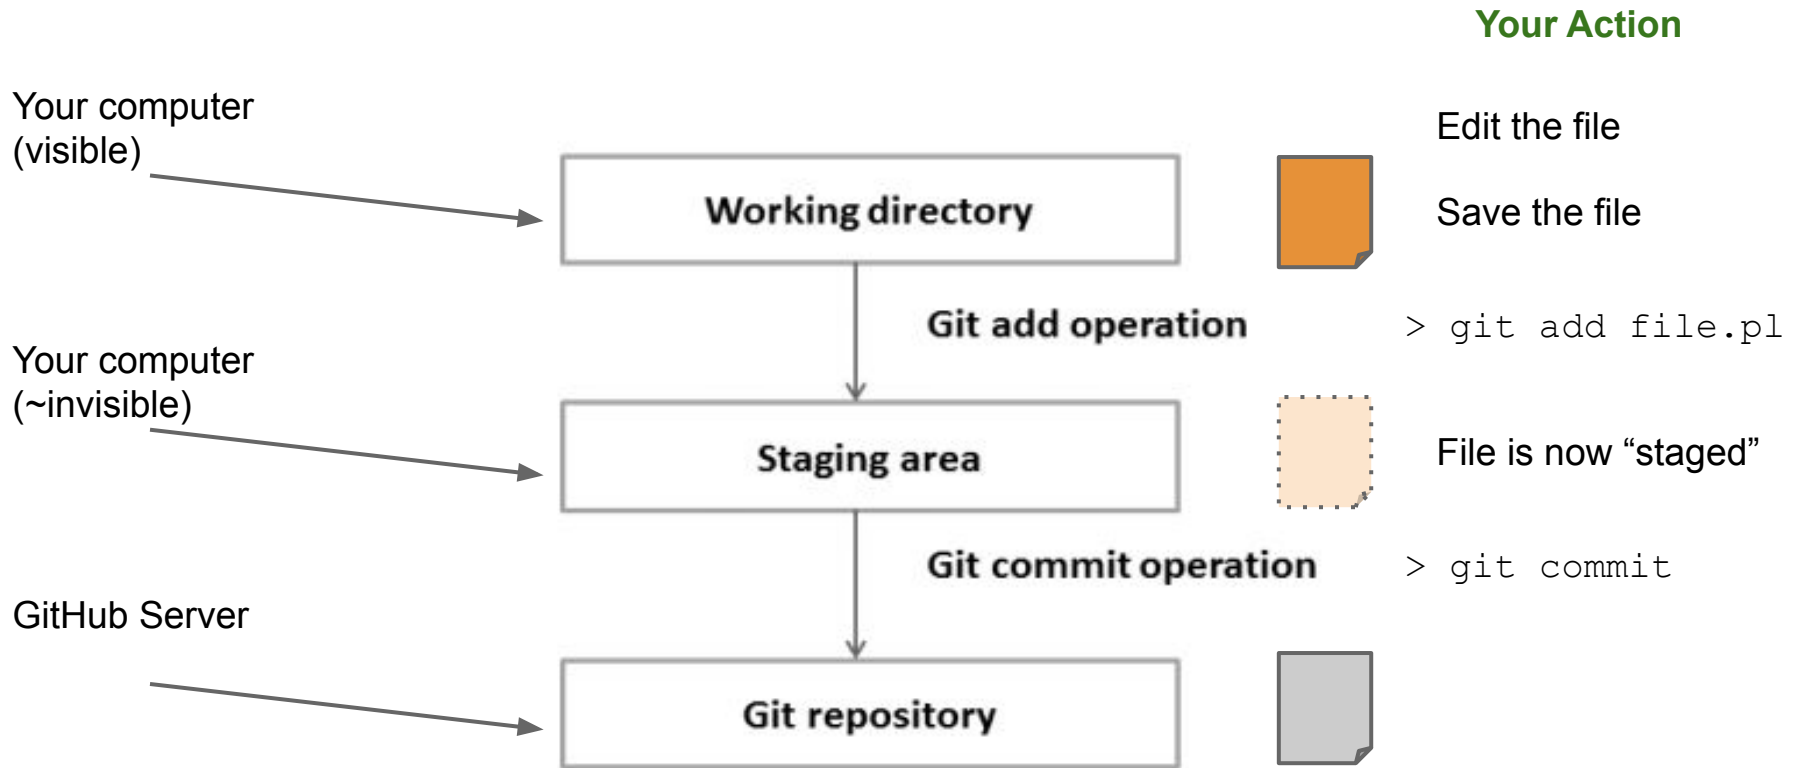 Your Action
Your computer
(visible)
Edit the file
Working directory
Save the file
Git add operation
> git add file.pl
Your computer
(~invisible)
Staging area
File is now “staged”
Git commit operation
> git commit
GitHub Server
Git repository